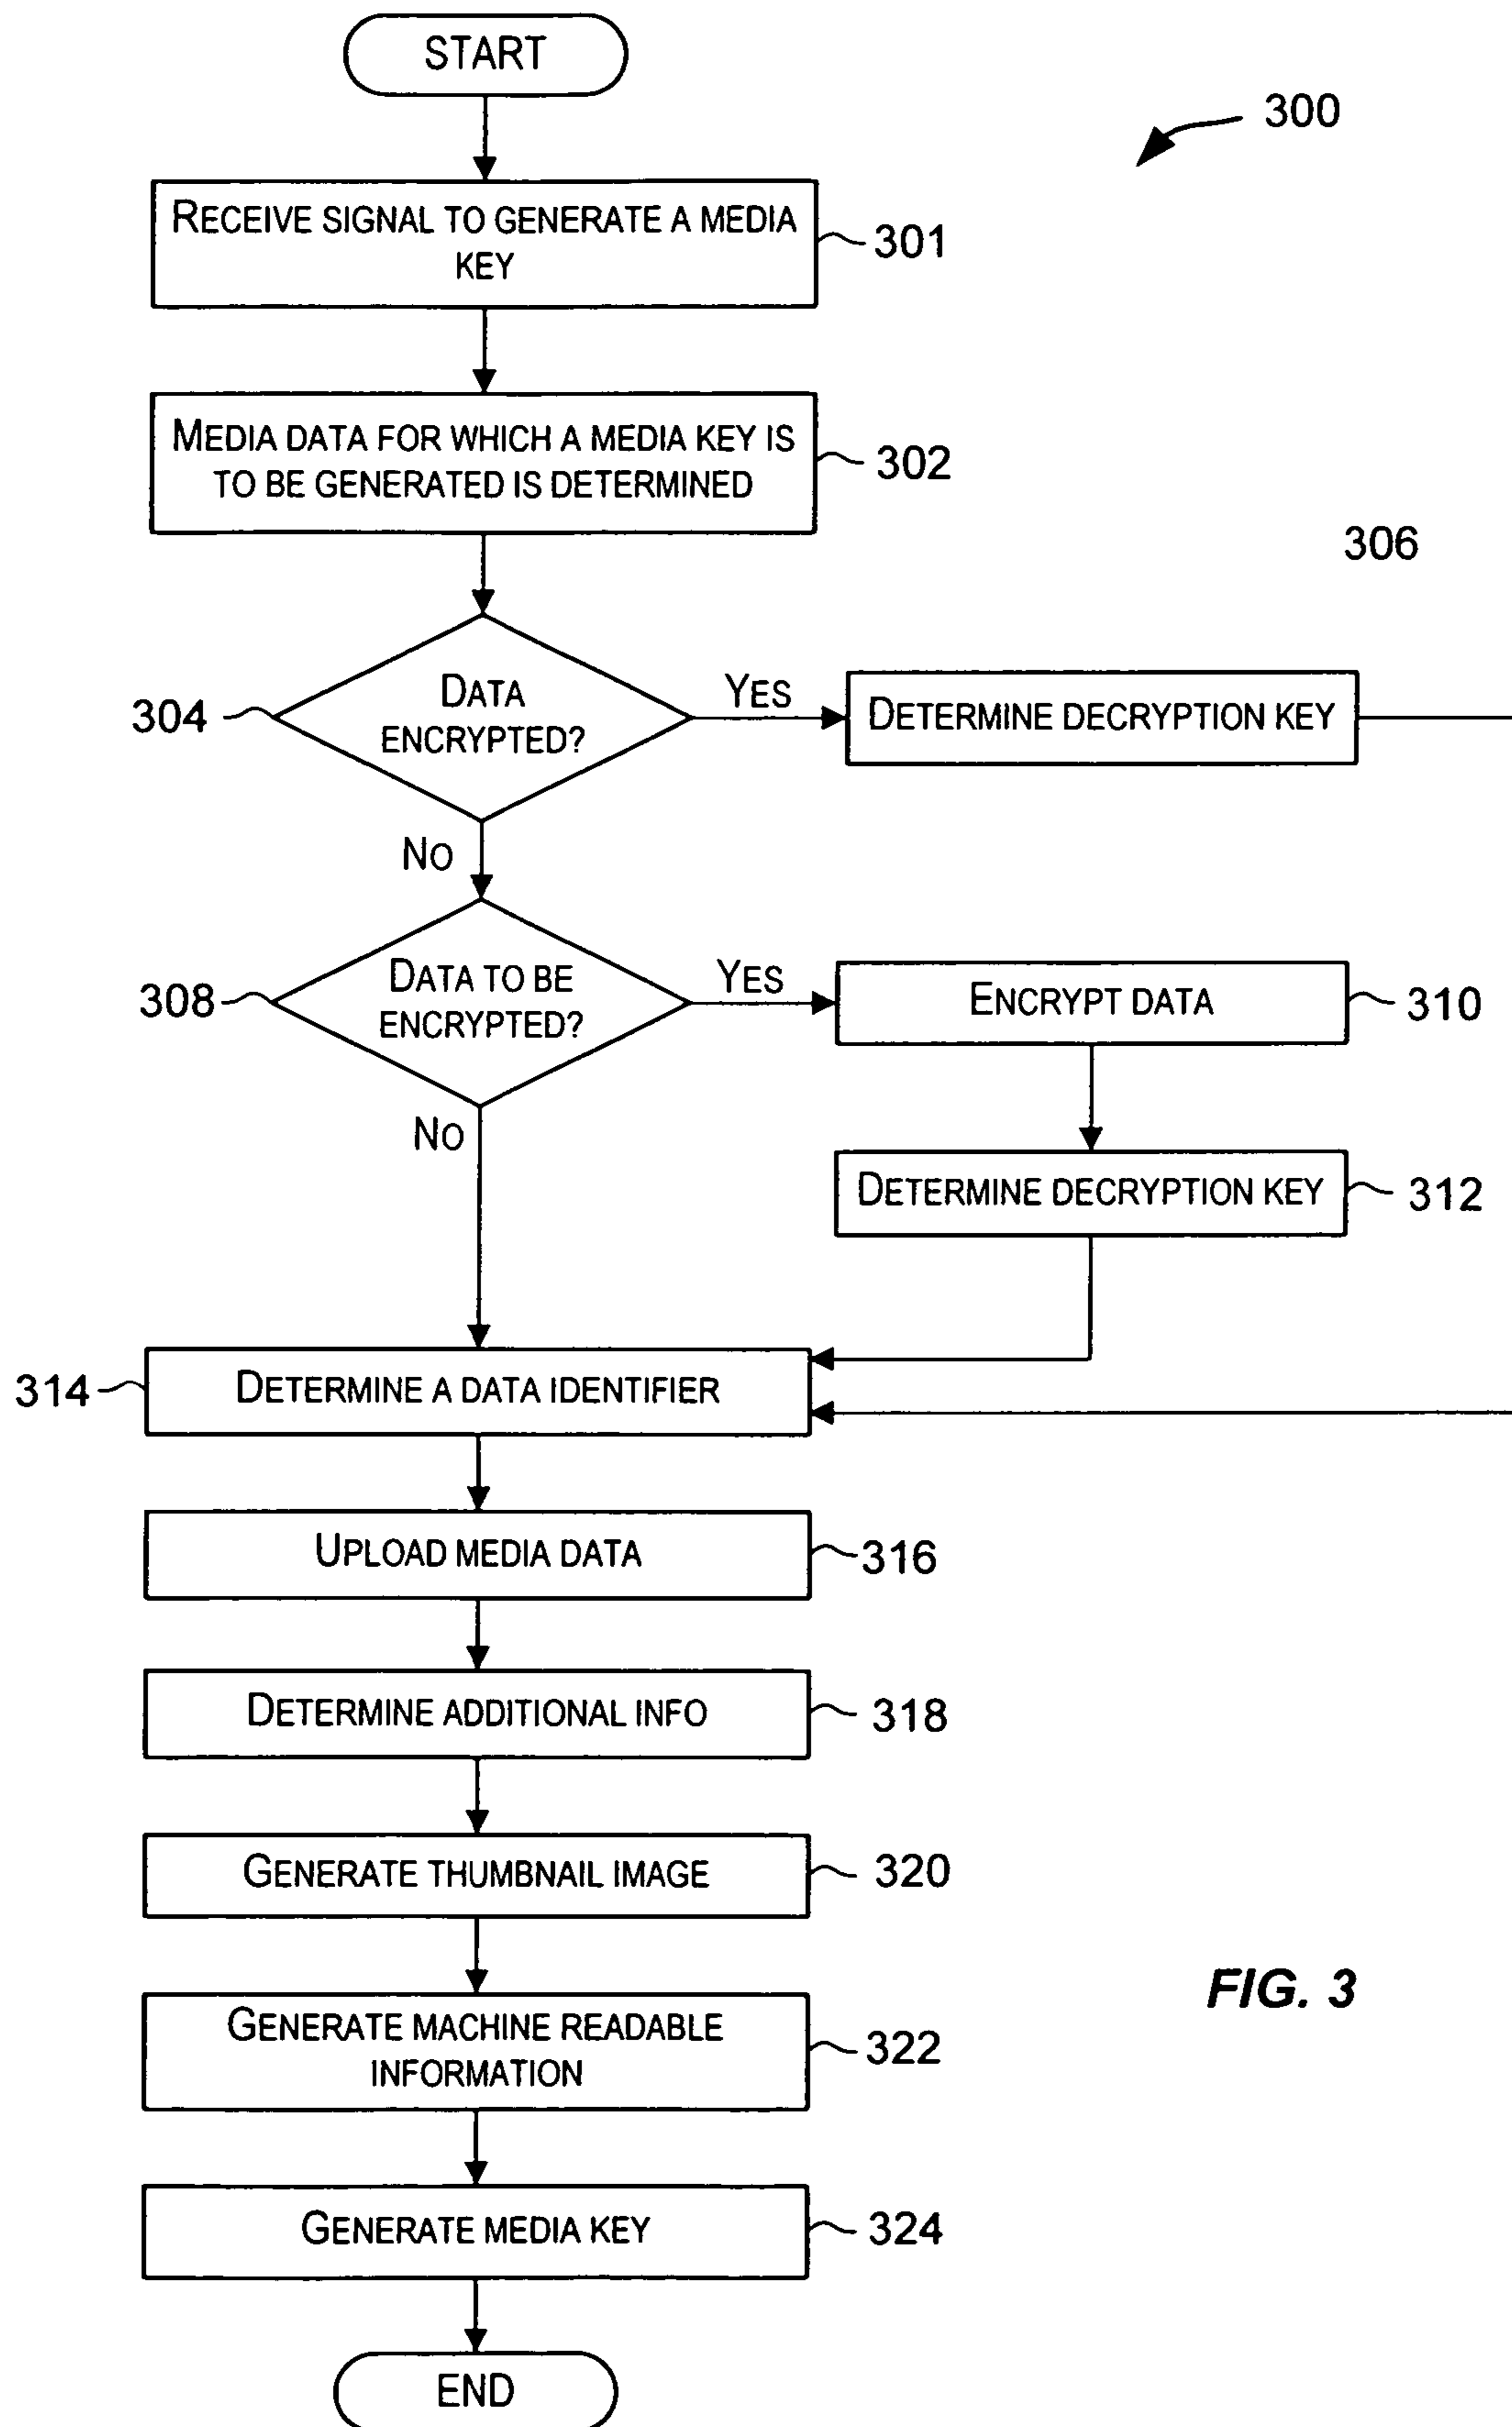 START
300
RECEIVE SIGNAL TO GENERATE A MEDIA
KEY
301
MEDIA DATA FOR WHICH A MEDIA KEY IS
TO BE GENERATED IS DETERMINED
302
306
304
DATA
ENCRYPTED?
YES
DETERMINE DECRYPTION KEY
NO
308
DATA TO BE
ENCRYPTED?
YES
ENCRYPT DATA
310
NO
DETERMINE DECRYPTION KEY
312
314
DETERMINE A DATA IDENTIFIER
UPLOAD MEDIA DATA
316
DETERMINE ADDITIONAL INFO
318
GENERATE THUMBNAIL IMAGE
320
GENERATE MACHINE READABLE
INFORMATION
322
FIG. 3
GENERATE MEDIA KEY
324
END